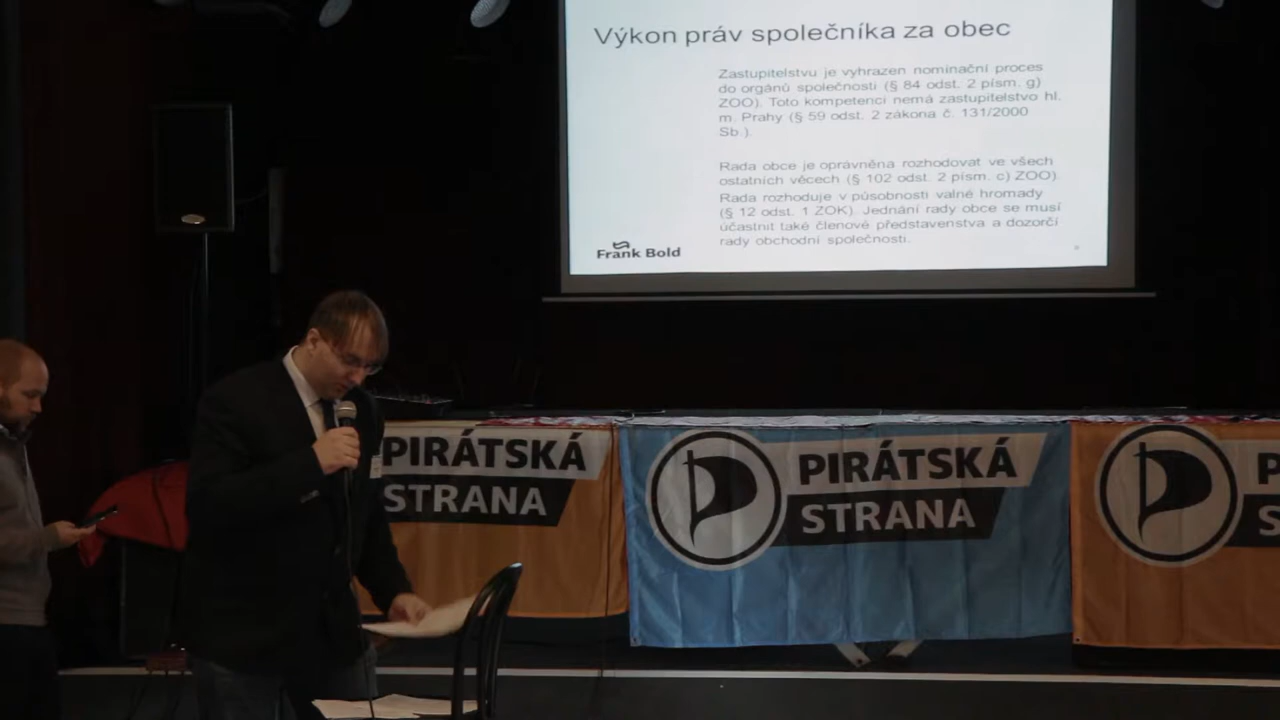 Výkon práv společníka za obec
Zastupitelstvu je vyhrazen nominační proces
do orgánů společnosti (§ 84 odst. 2 písm. g)
ZOO). Toto kompetenci nemá zastupitelstvo hl.
m. Prahy (§ 59 odst. 2 zákona č. 131/2000
Sb.).
Rada obce je oprávněna rozhodovat ve všech
ostatních věcech (§ 102 odst. 2 písm. c) ZOO).
Rada rozhoduje v působnosti valné hromady
(§ 12 odst. 1 ZOK). Jednání rady obce se musí
účastnit také členové představenstva a dozorčí
rady obchodní společnosti.
Frank Bold
PIRÁTSKÁ
STRANA
PIRÁTSKÁ
STRANA
P
S